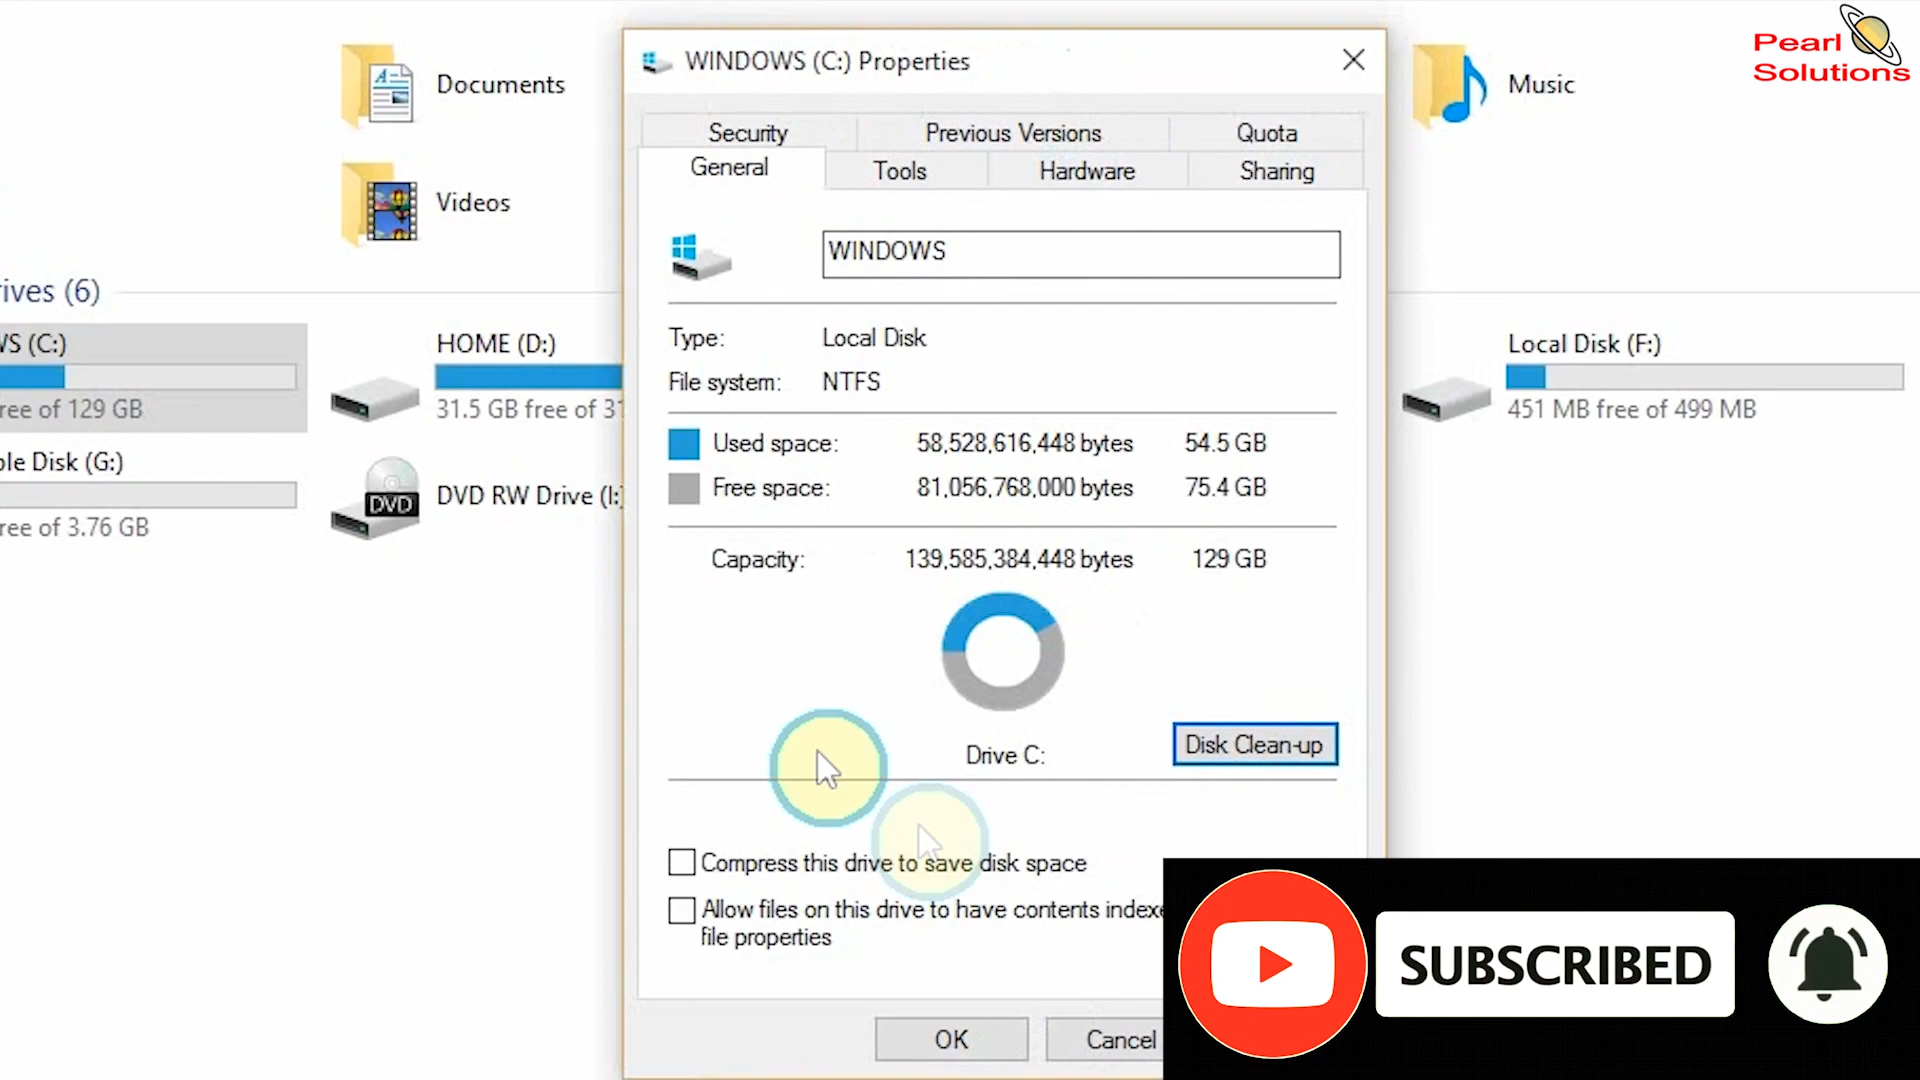 Pearl
Solutions
WINDOWS (C:) Properties
Documents
Music
Security
Previous Versions
Quota
General
Tools
Hardware
Sharing
Videos
WINDOWS
rives (6)
Type:
Local Disk
WS (C:)
HOME (D:)
Local Disk (F:)
File system:
NTFS
ree of 129 GB
31.5 GB free of 31
451 MB free of 499 MB
Used space:
58,528,616,448 bytes
54.5 GB
ble Disk (G:)
Free space:
81,056,768,000 bytes
75.4 GB
DVD
DVD RW Drive (I:)
ree of 3.76 GB
Capacity:
139,585,384,448 bytes
129 GB
Drive C:
Disk Clean-up
Compress this drive to save disk space
Allow files on this drive to have contents indexe
file properties
SUBSCRIBED
OK
Cancel